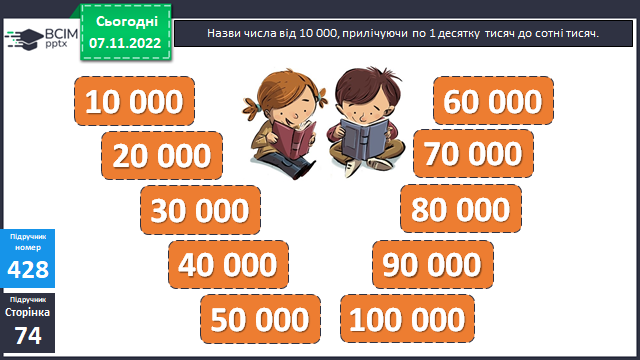 ВСІМ
pptx
Сьогодні
07.11.2022
Назви числа від 10 000, прилічуючи по 1 десятку тисяч до сотні тисяч.
10 000
20 000
30 000
40 000
50 000
60 000
70 000
80 000
90 000
100 000
Підручник
номер
428
Підручник
Сторінка
74